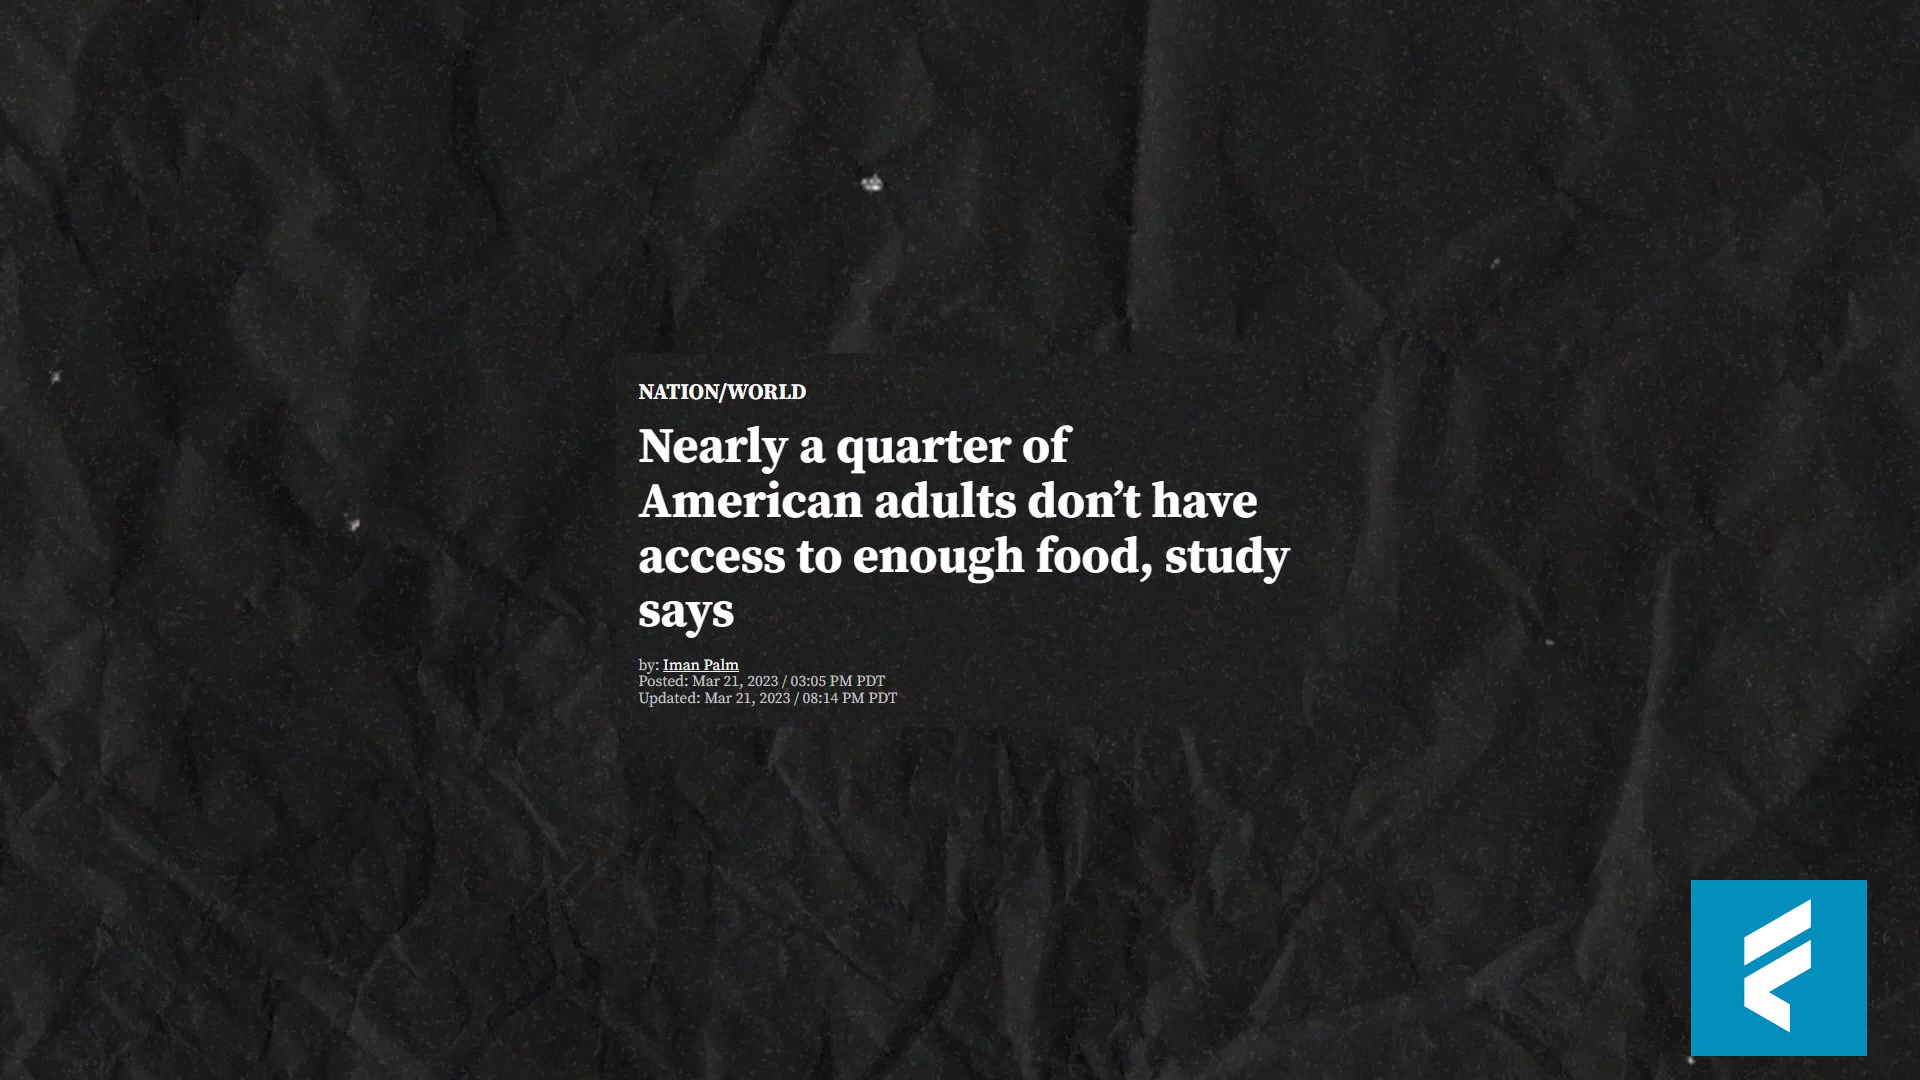 NATION/WORLD
Nearly a quarter of
American adults don’t have
access to enough food, study
says
by: Iman Palm
Posted: Mar 21, 2023 / 03:05 PM PDT
Updated: Mar 21, 2023 / 08:14 PM PDT